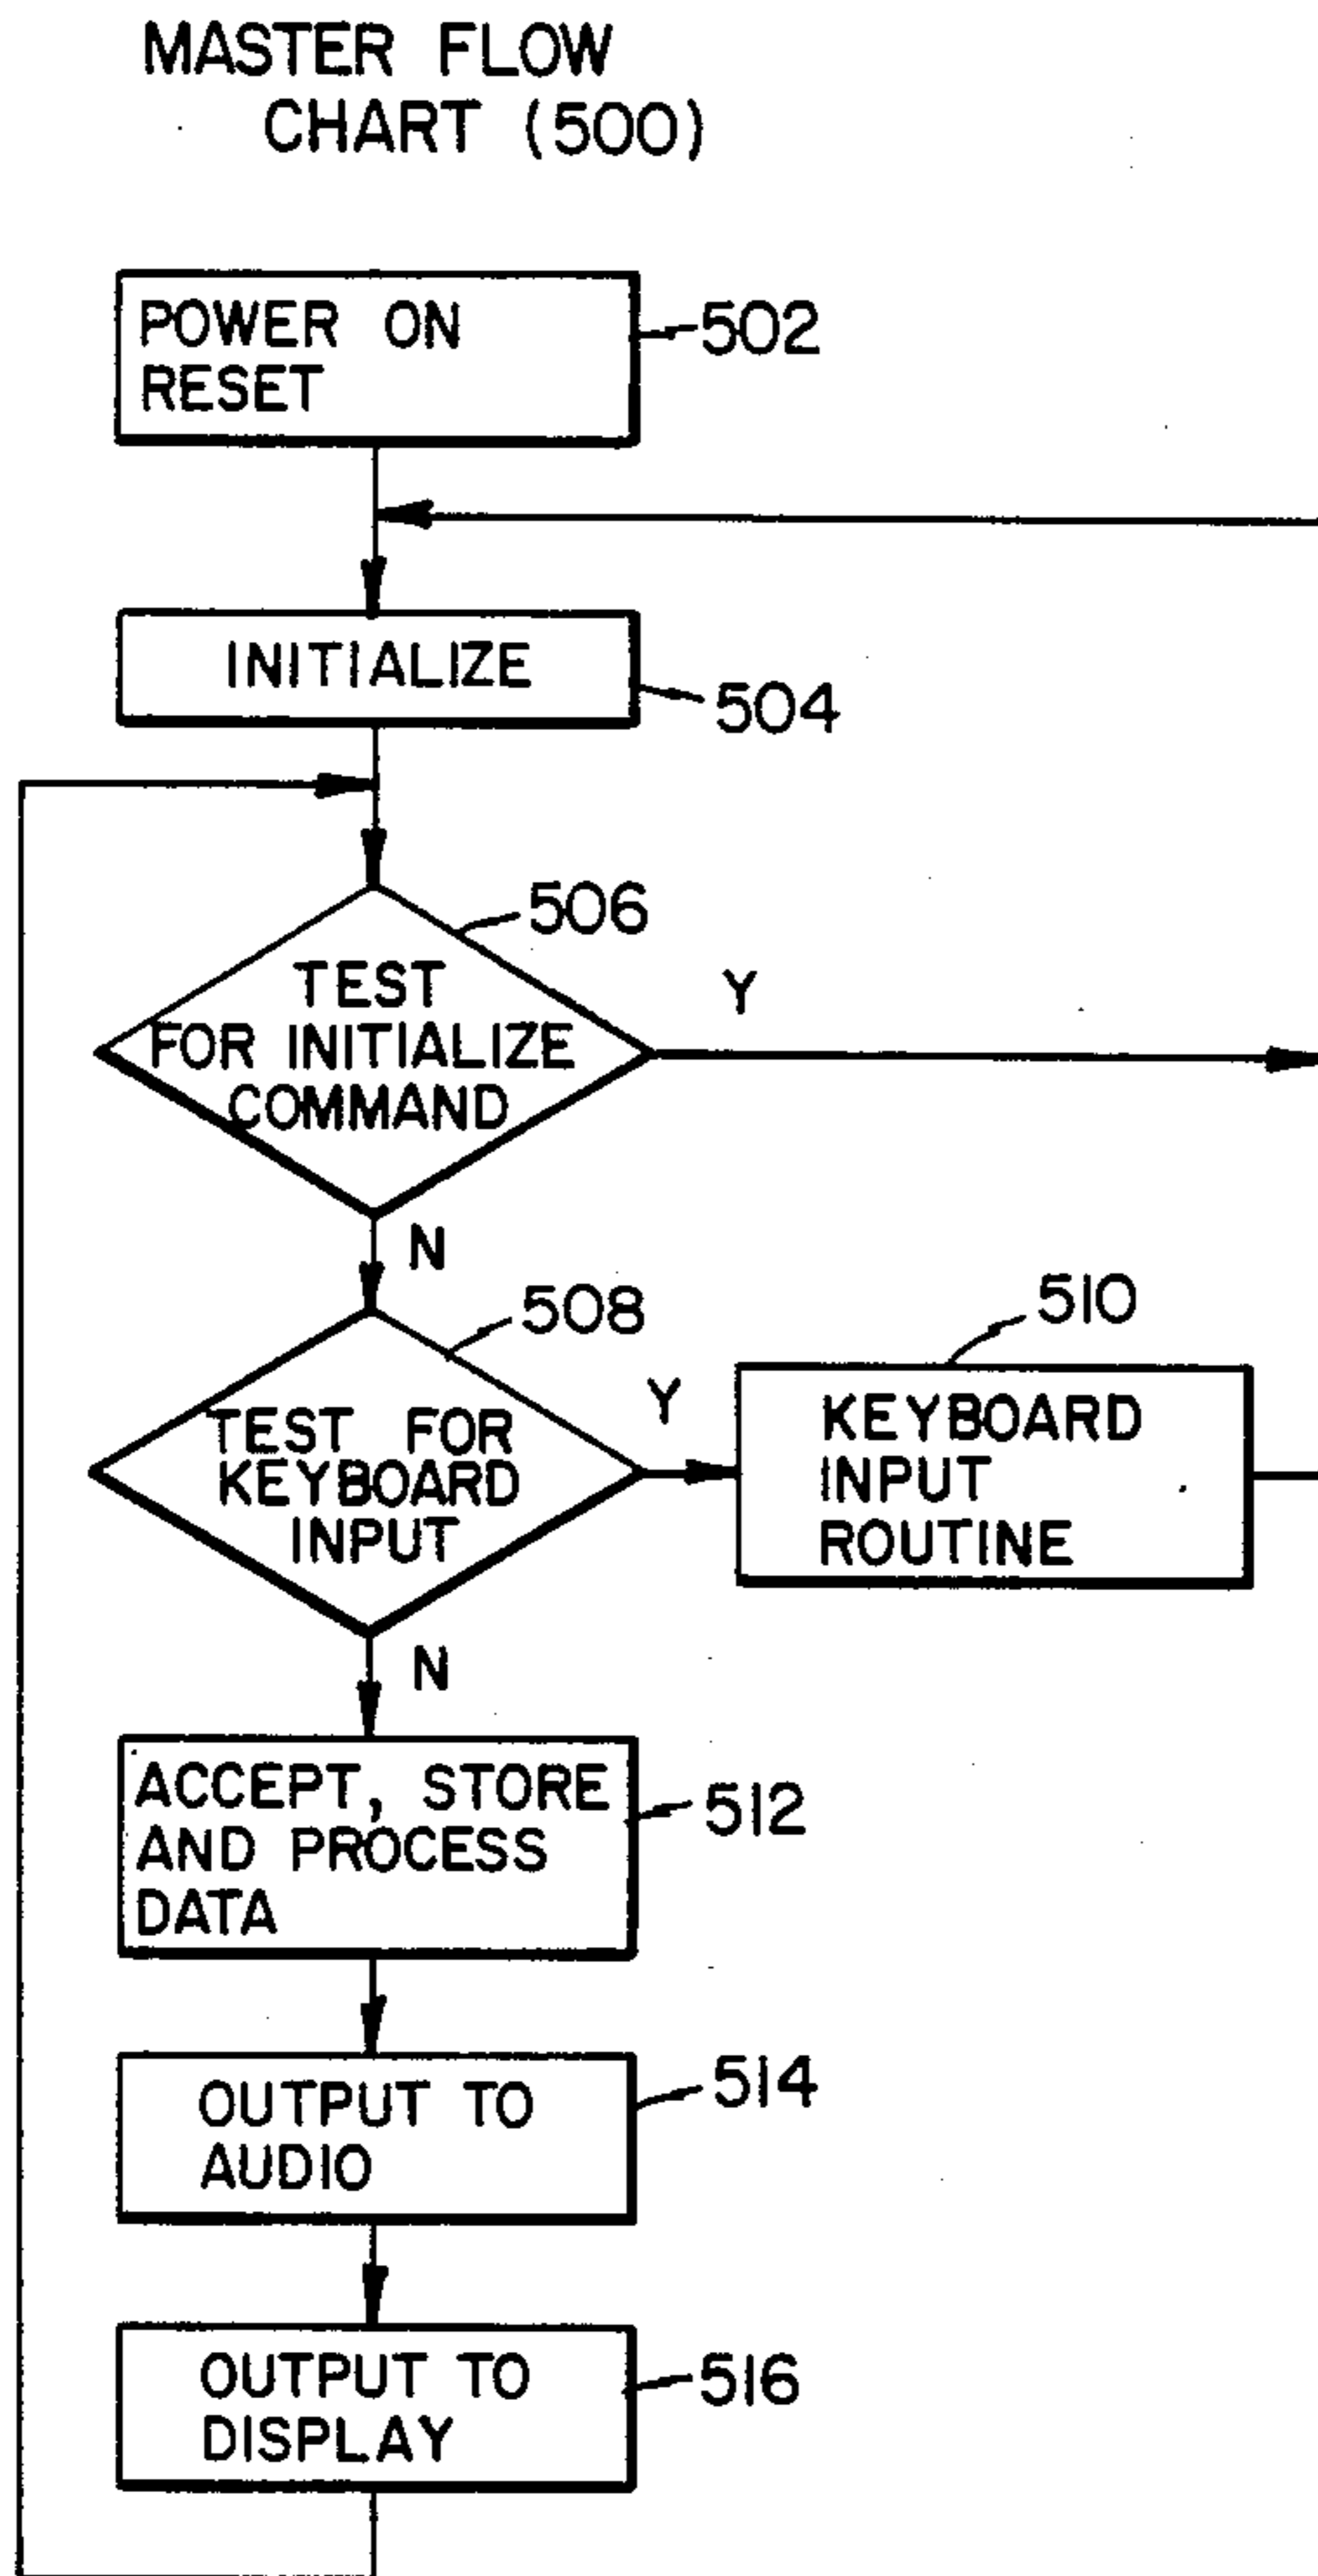 MASTER FLOW
CHART (500)
POWER ON
RESET
502
INITIALIZE
504
506
TEST
FOR INITIALIZE
COMMAND
Y
N
508
TEST FOR
KEYBOARD
INPUT
Y
510
KEYBOARD
INPUT
ROUTINE
N
ACCEPT, STORE
AND PROCESS
DATA
512
OUTPUT TO
AUDIO
514
OUTPUT TO
DISPLAY
516